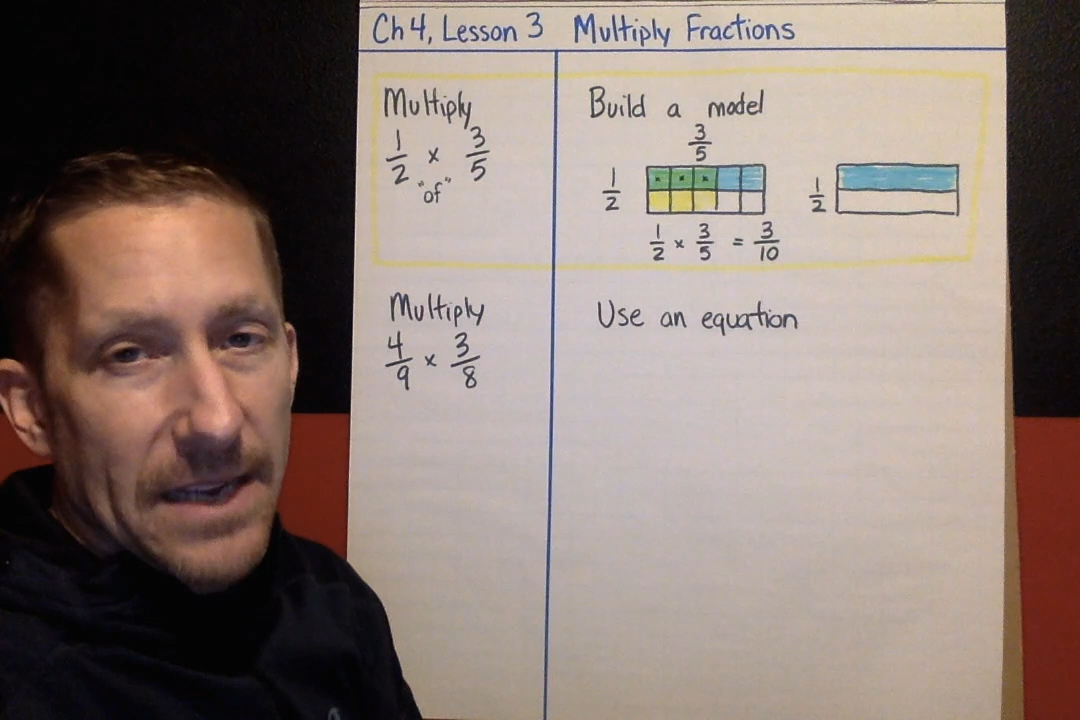 Ch 4, Lesson 3 Multiply Fractions
Multiply
1/2 x 3/5
"of"
Build a model
3/5
1/2
1/2
1/2 x 3/5 = 3/10
Multiply
4/9 x 3/8
Use an equation